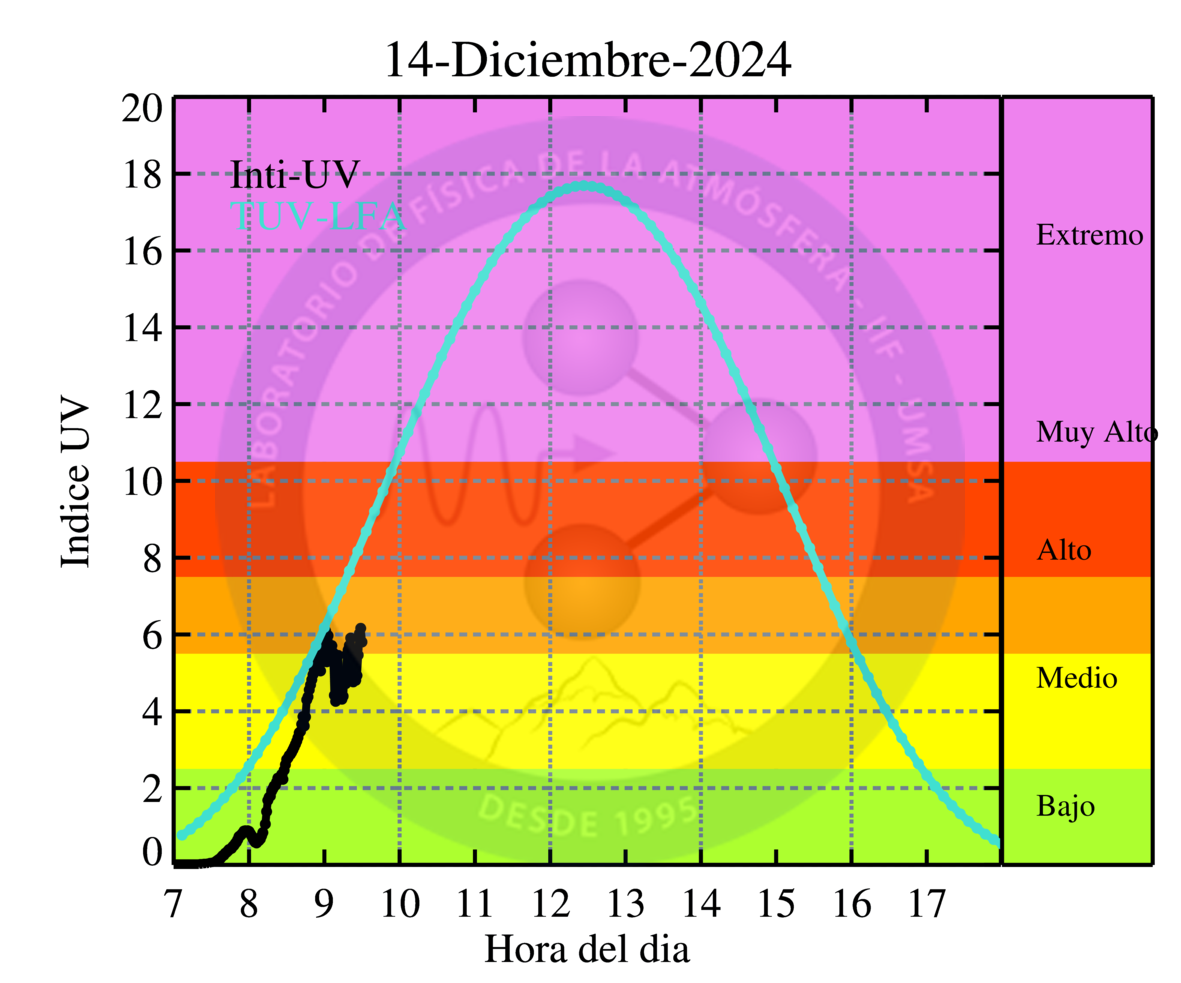 14-Diciembre-2024
20
18
16
14
12
10
8
6
4
2
0
Indice UV
Inti-UV
TUV-LFA
LABORATORIO DE FÍSICA DE LA ATMÓSFERA - IIF - UMSA
DESDE 1995
Extremo
Muy Alto
Alto
Medio
Bajo
7 8 9 10 11 12 13 14 15 16 17
Hora del dia